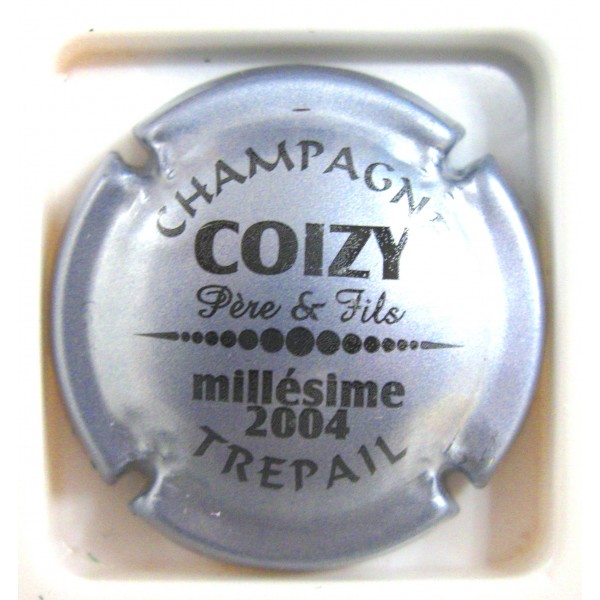 CHAMPAGNE
COIZY
Père & Fils
millésime
2004
TREPAIL